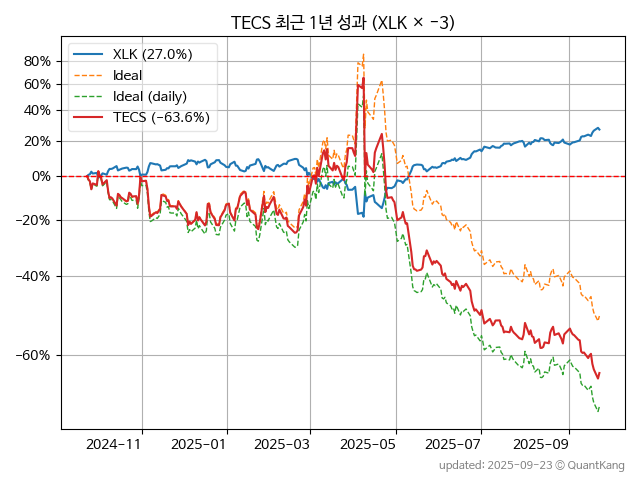 TECS 최근 1년 성과 (XLK × −3)
XLK (27.0%)
Ideal
Ideal (daily)
TECS (−63.6%)
80%
60%
40%
20%
0%
−20%
−40%
−60%
2024-11 2025-01 2025-03 2025-05 2025-07 2025-09
updated: 2025-09-23 © QuantKang